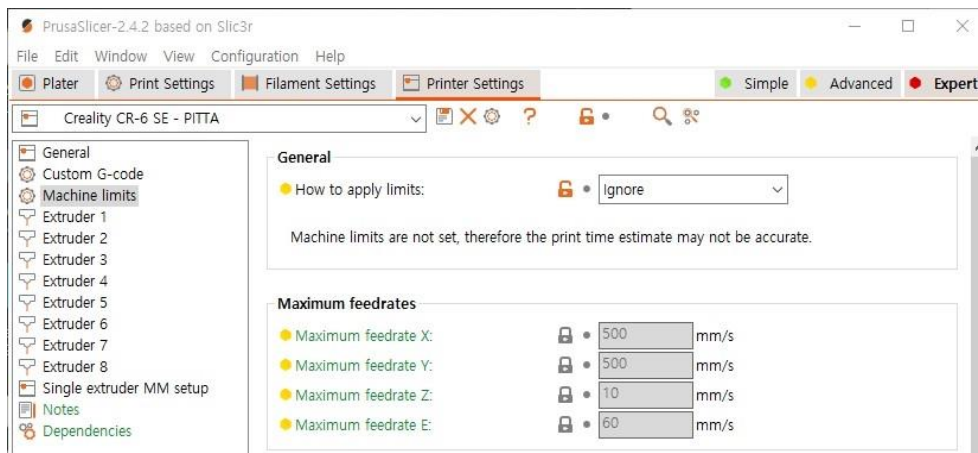 PrusaSlicer-2.4.2 based on Slic3r
File Edit Window View Configuration Help
Plater Print Settings Filament Settings Printer Settings Simple Advanced Expert
Creality CR-6 SE - PITTA
General
Custom G-code
Machine limits
Extruder 1
Extruder 2
Extruder 3
Extruder 4
Extruder 5
Extruder 6
Extruder 7
Extruder 8
Single extruder MM setup
Notes
Dependencies
General
How to apply limits: Ignore
Machine limits are not set, therefore the print time estimate may not be accurate.
Maximum feedrates
Maximum feedrate X: 500 mm/s
Maximum feedrate Y: 500 mm/s
Maximum feedrate Z: 10 mm/s
Maximum feedrate E: 60 mm/s